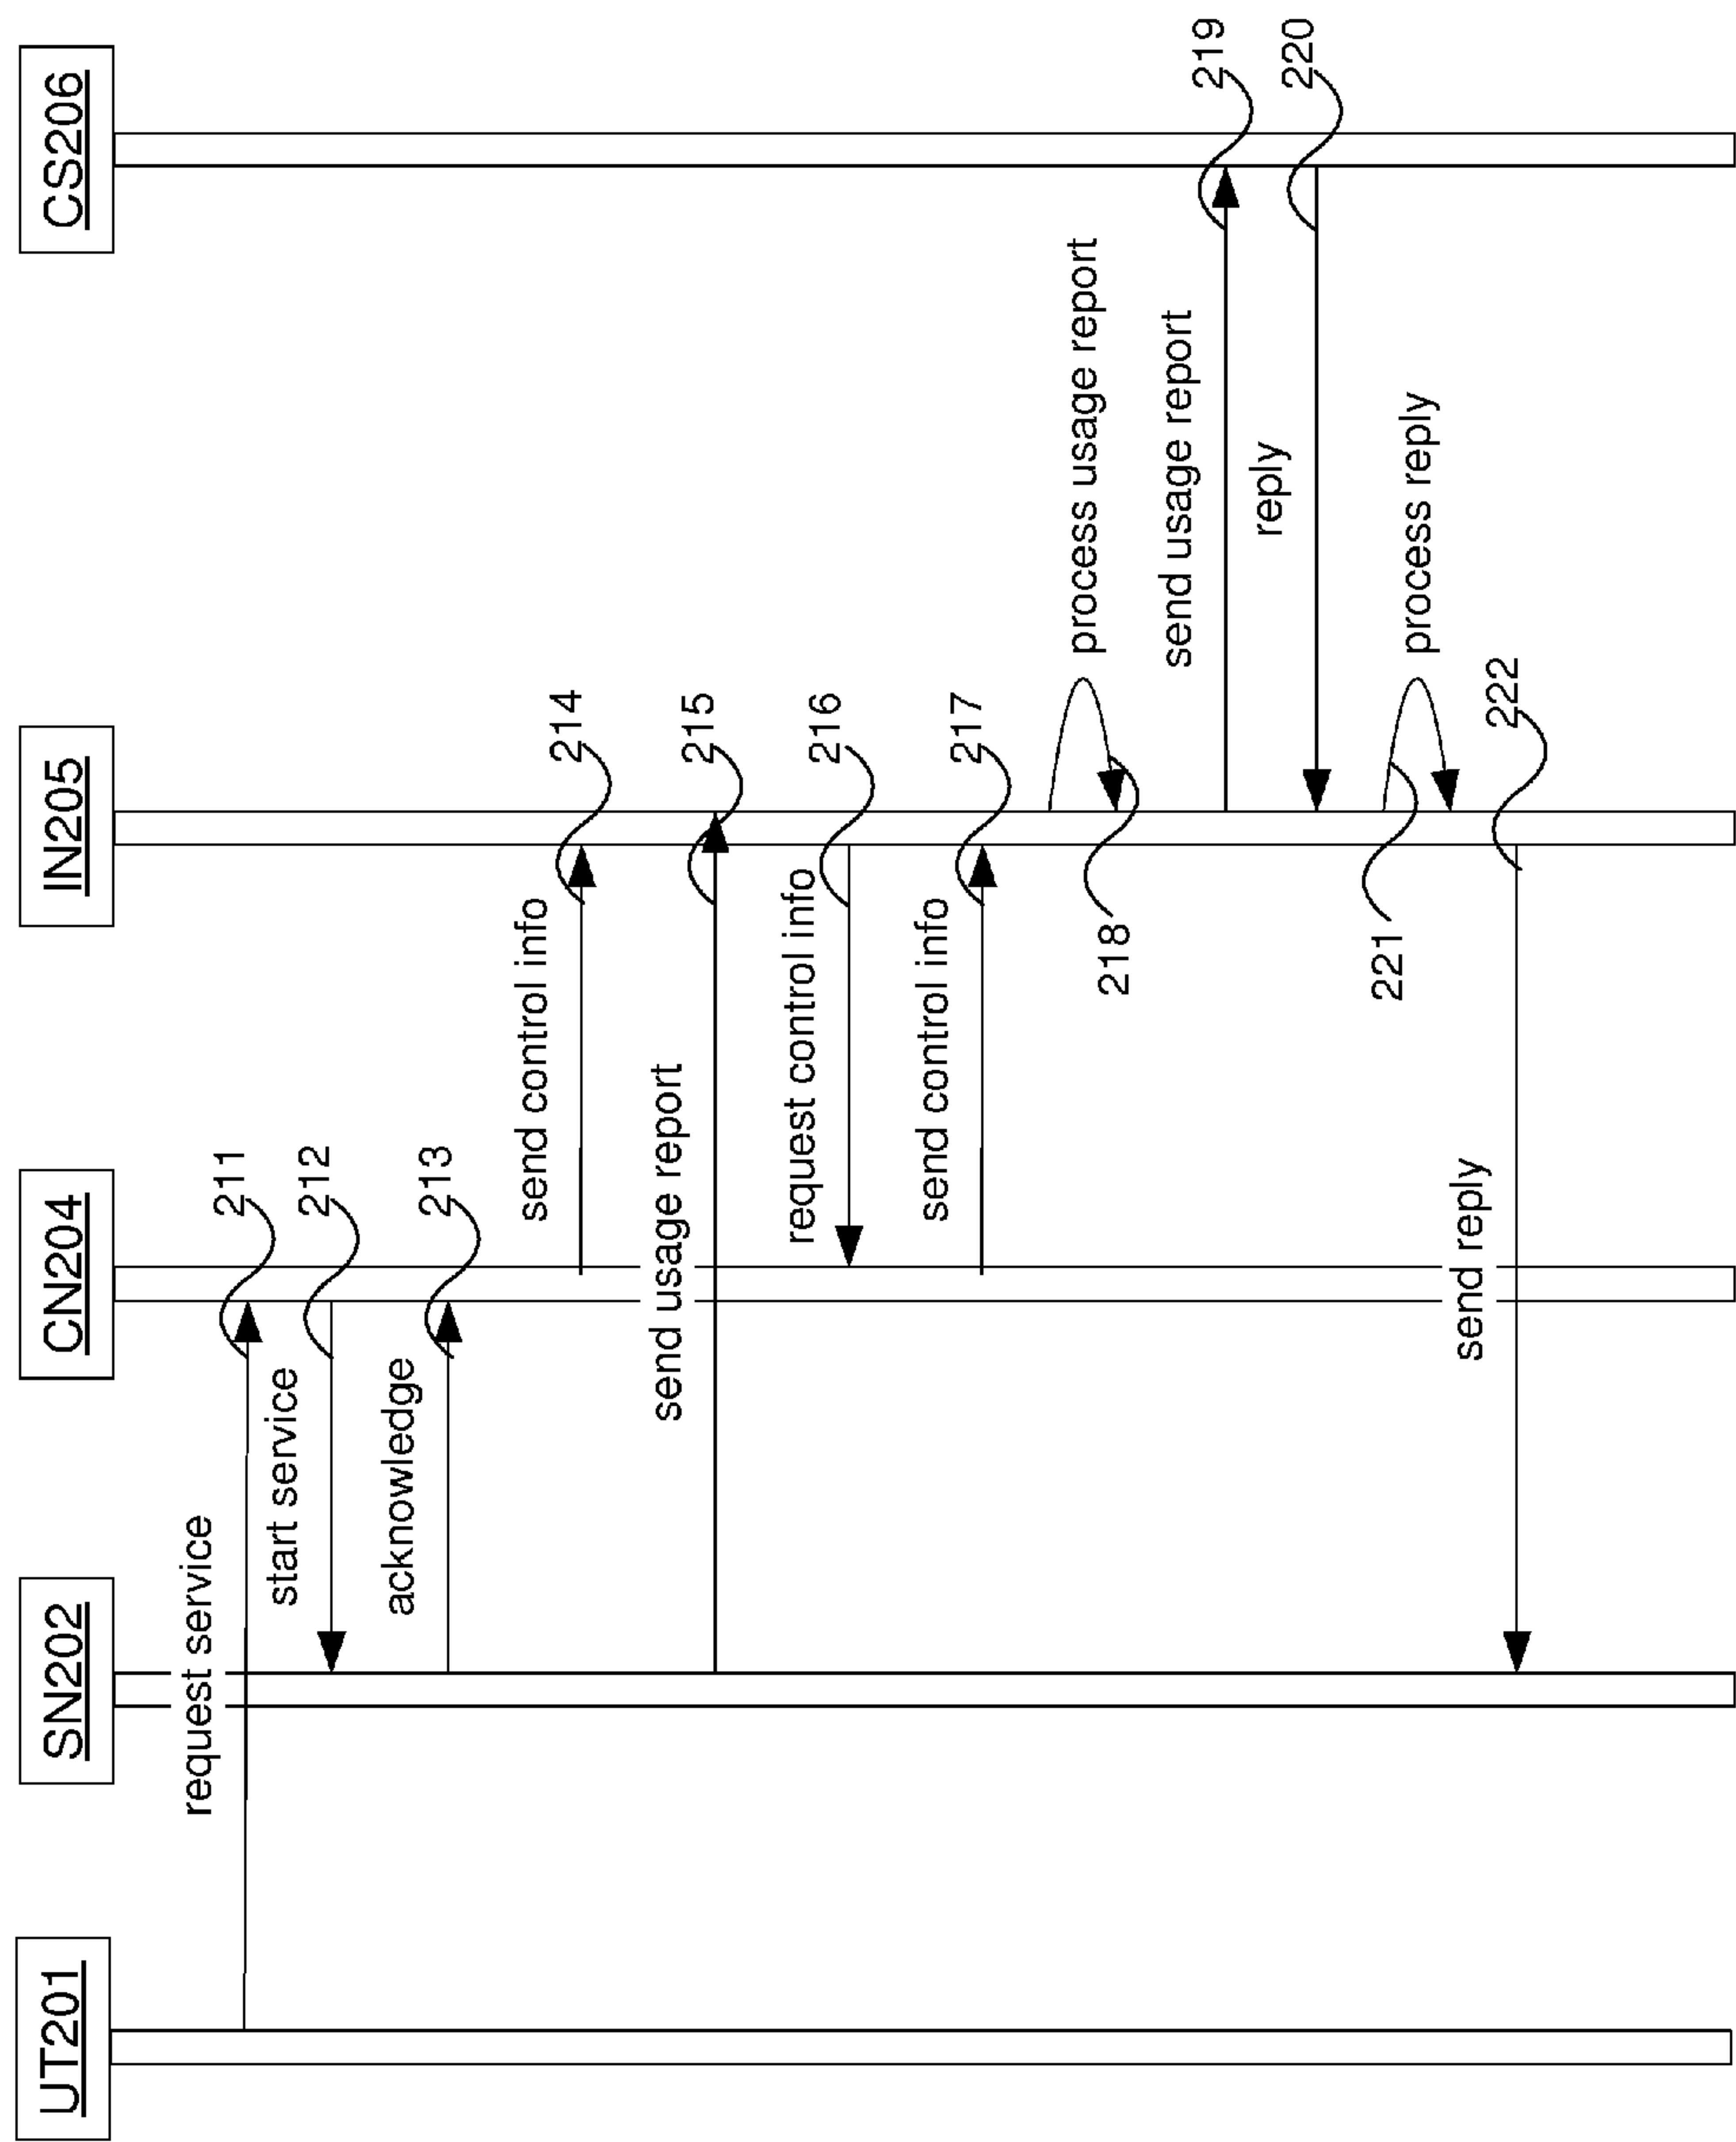 UT201
SN202
CN204
IN205
CS206
request service
211
start service
212
acknowledge
213
send control info
214
send usage report
215
request control info
216
send control info
217
process usage report
218
send usage report
219
reply
220
process reply
221
send reply
222